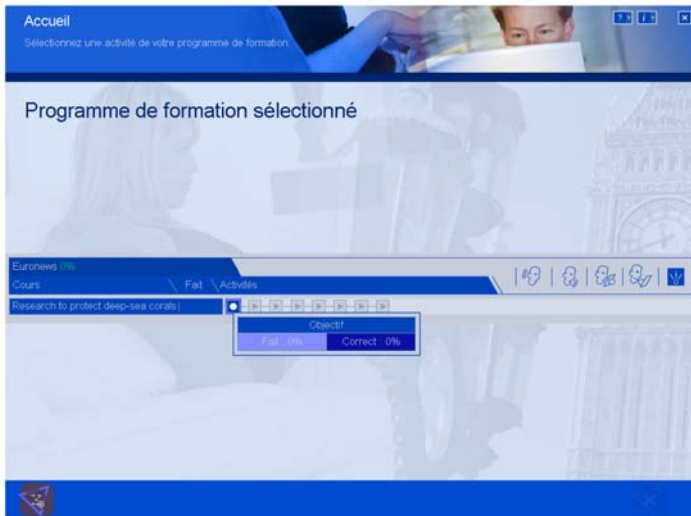 Accueil
Sélectionnez une activité de votre programme de formation.
Programme de formation sélectionné
Euronews 0%
Cours Fait Activités
Research to protect deep-sea corals
Objectif
Fait : 0% Correct : 0%